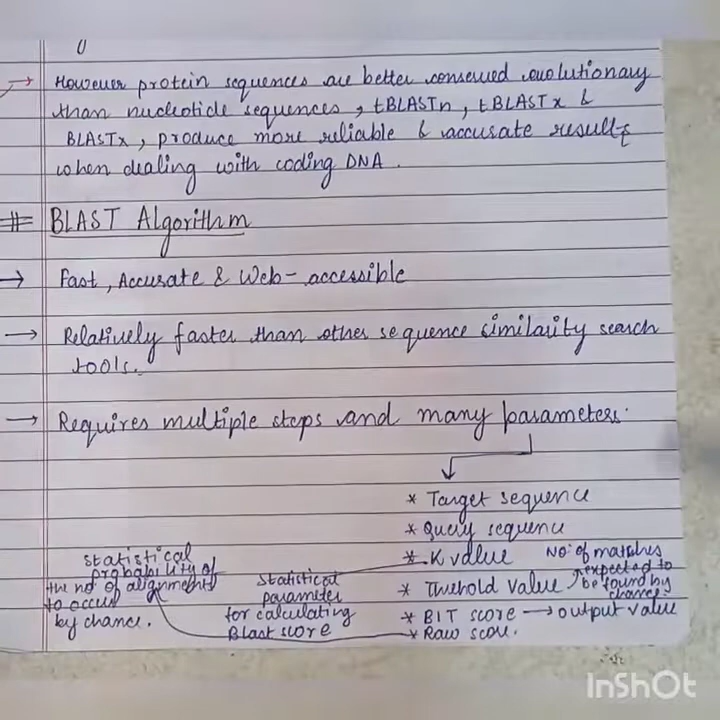 → However protein sequences are better conserved evolutionary
than nucleotide sequences, tBLASTn, tBLASTx &
BLASTx, produce more reliable & accurate results
when dealing with coding DNA.
# BLAST Algorithm
→ Fast, Accurate & Web-accessible
→ Relatively faster than other sequence similarity search
tools.
→ Requires multiple steps and many parameters.
* Target sequence
* Query sequence
* K value
* Threshold value
* BIT score → output value
* Raw score.
No. of matches
expected to
be found by
chance.
Statistical
parameter
for calculating
Blast score
Statistical
probability of
the no of alignments
to occur
by chance.
InShot